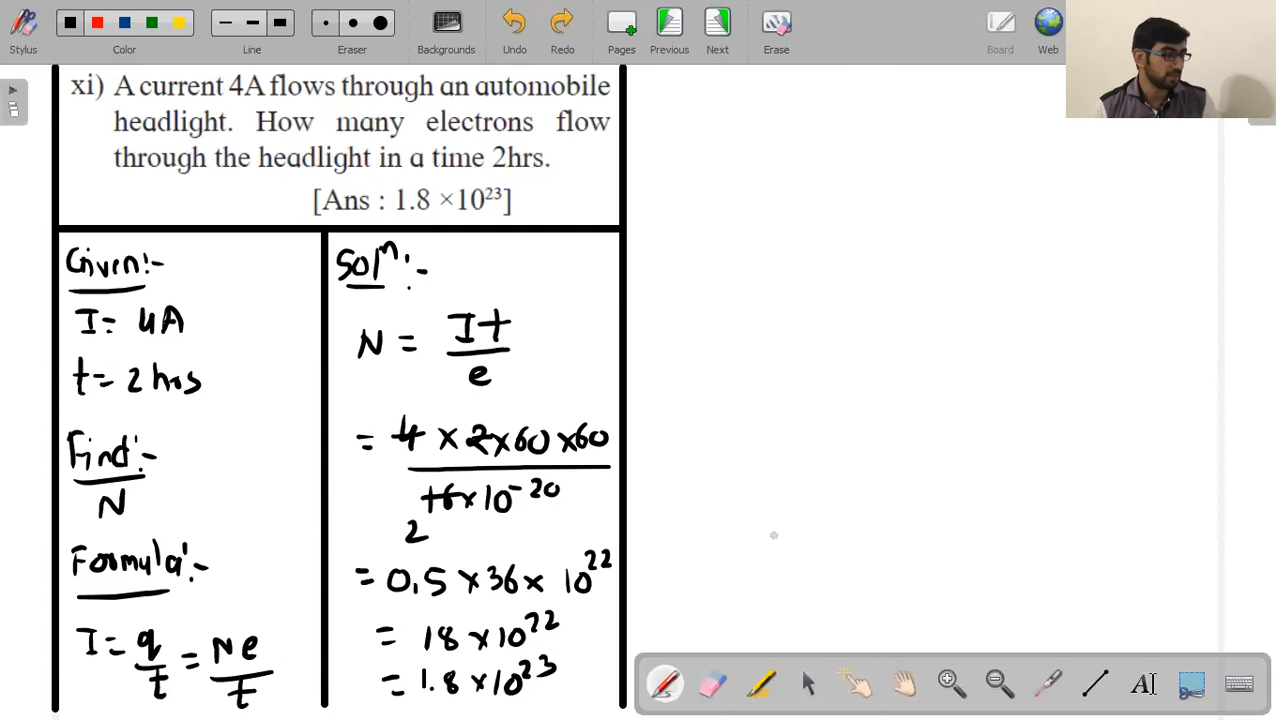 Stylus
Color
Line
Eraser
Backgrounds
Undo
Redo
Pages
Previous
Next
Erase
Board
Web
xi) A current 4A flows through an automobile
headlight. How many electrons flow
through the headlight in a time 2hrs.
[Ans : 1.8 ×10²³]
Given:-
I= 4A
t= 2 hrs
Find:-
N
Formula:-
I= q/t = Ne/t
Solⁿ:-
N = It/e
= 4 × 2×60×60
16×10⁻²⁰
2
= 0.5 ×36× 10²²
= 18 ×10²²
= 1.8 ×10²³